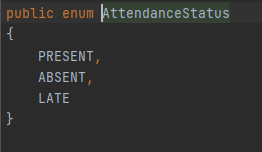 public enum AttendanceStatus
{
    PRESENT,
    ABSENT,
    LATE
}